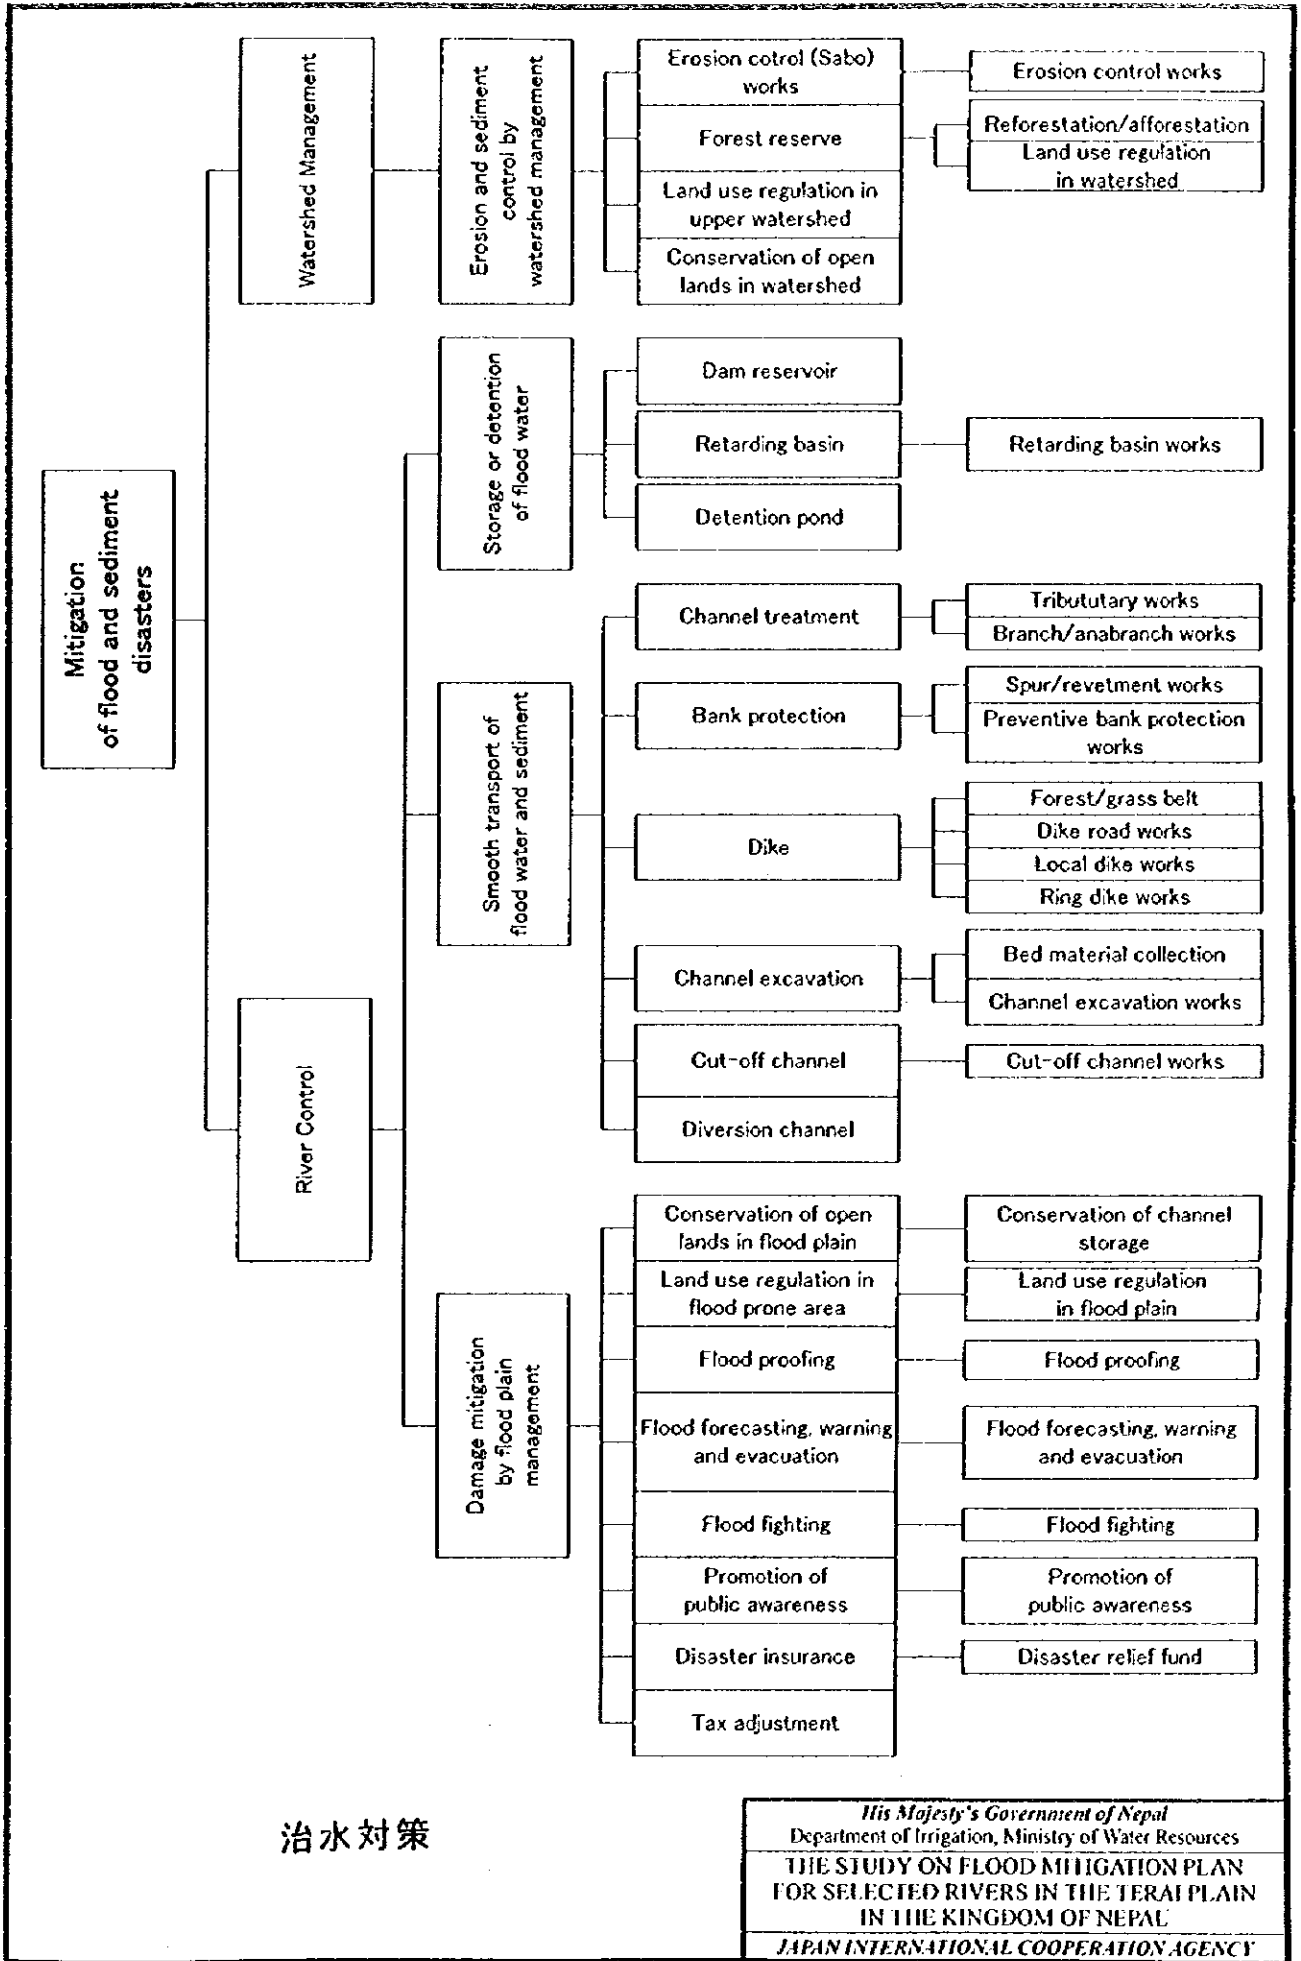 Mitigation
of flood and sediment
disasters
Watershed Management
Erosion and sediment
control by
watershed management
Erosion cotrol (Sabo)
works
Erosion control works
Forest reserve
Reforestation/afforestation
Land use regulation
in watershed
Land use regulation in
upper watershed
Conservation of open
lands in watershed
River Control
Storage or detention
of flood water
Dam reservoir
Retarding basin
Retarding basin works
Detention pond
Smooth transport of
flood water and sediment
Channel treatment
Tribututary works
Branch/anabranch works
Bank protection
Spur/revetment works
Preventive bank protection
works
Dike
Forest/grass belt
Dike road works
Local dike works
Ring dike works
Channel excavation
Bed material collection
Channel excavation works
Cut-off channel
Cut-off channel works
Diversion channel
Damage mitigation
by flood plain
management
Conservation of open
lands in flood plain
Conservation of channel
storage
Land use regulation in
flood prone area
Land use regulation
in flood plain
Flood proofing
Flood proofing
Flood forecasting, warning
and evacuation
Flood forecasting, warning
and evacuation
Flood fighting
Flood fighting
Promotion of
public awareness
Promotion of
public awareness
Disaster insurance
Disaster relief fund
Tax adjustment
治水対策
His Majesty's Government of Nepal
Department of Irrigation, Ministry of Water Resources
THE STUDY ON FLOOD MITIGATION PLAN
FOR SELECTED RIVERS IN THE TERAI PLAIN
IN THE KINGDOM OF NEPAL
JAPAN INTERNATIONAL COOPERATION AGENCY